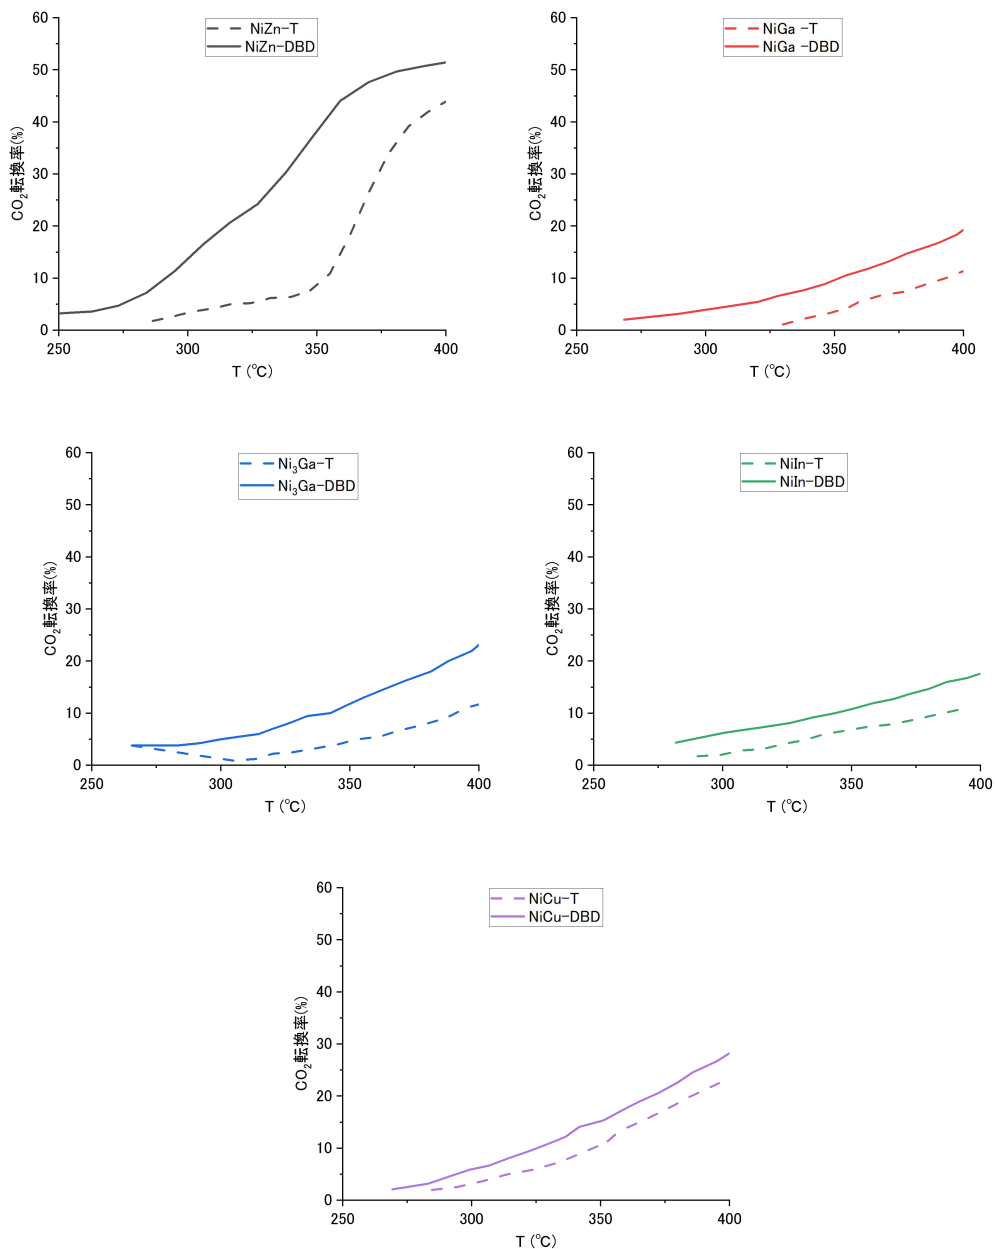 NiZn-T
NiZn-DBD
60
50
40
30
20
10
0
CO₂転換率(%)
250
300
350
400
T (℃)
NiGa -T
NiGa -DBD
60
50
40
30
20
10
0
CO₂転換率(%)
250
300
350
400
T (℃)
Ni₃Ga-T
Ni₃Ga-DBD
60
50
40
30
20
10
0
CO₂転換率(%)
250
300
350
400
T (℃)
NiIn-T
NiIn-DBD
60
50
40
30
20
10
0
CO₂転換率(%)
250
300
350
400
T (℃)
NiCu-T
NiCu-DBD
60
50
40
30
20
10
0
CO₂転換率(%)
250
300
350
400
T (℃)